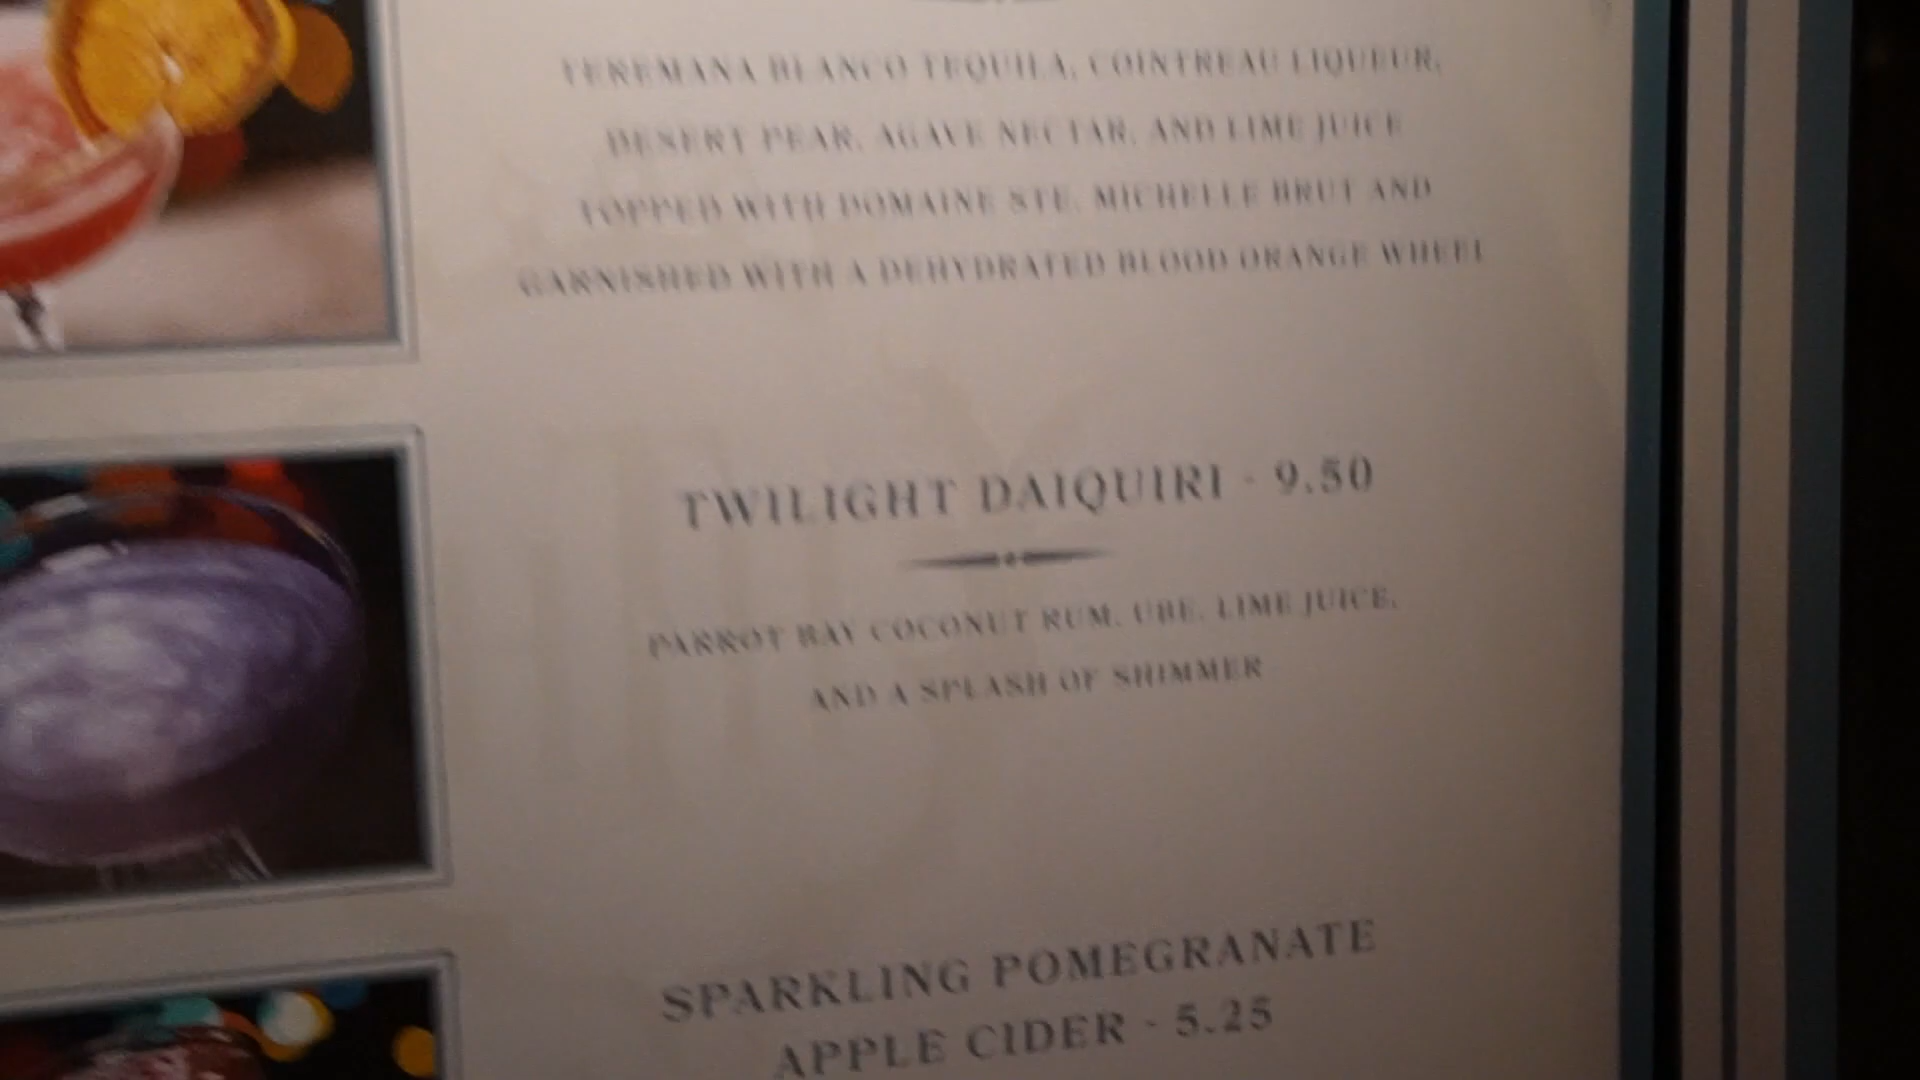 TEREMANA BLANCO TEQUILA, COINTREAU LIQUEUR,
DESERT PEAR, AGAVE NECTAR, AND LIME JUICE
TOPPED WITH DOMAINE STE. MICHELLE BRUT AND
GARNISHED WITH A DEHYDRATED BLOOD ORANGE WHEEL
TWILIGHT DAIQUIRI - 9.50
PARROT BAY COCONUT RUM, UBE, LIME JUICE,
AND A SPLASH OF SHIMMER
SPARKLING POMEGRANATE
APPLE CIDER - 5.25